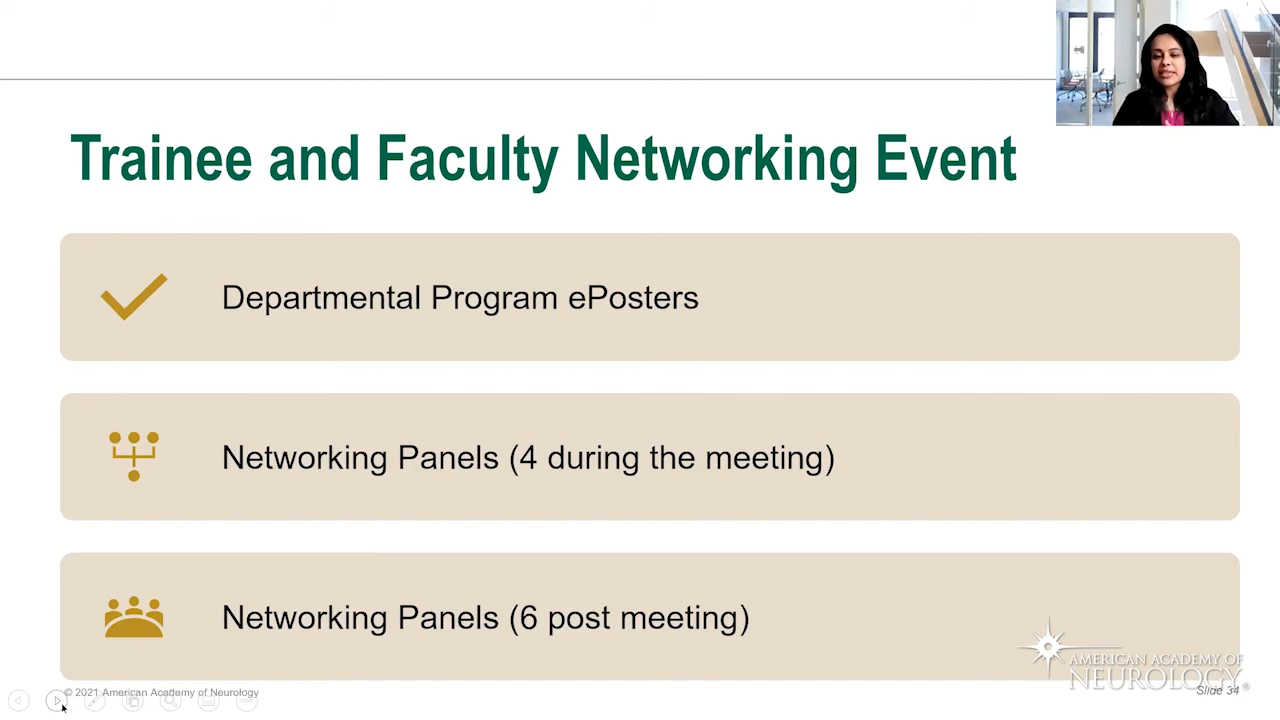 Trainee and Faculty Networking Event
Departmental Program ePosters
Networking Panels (4 during the meeting)
Networking Panels (6 post meeting)
AMERICAN ACADEMY OF
NEUROLOGY®
© 2021 American Academy of Neurology
Slide 34